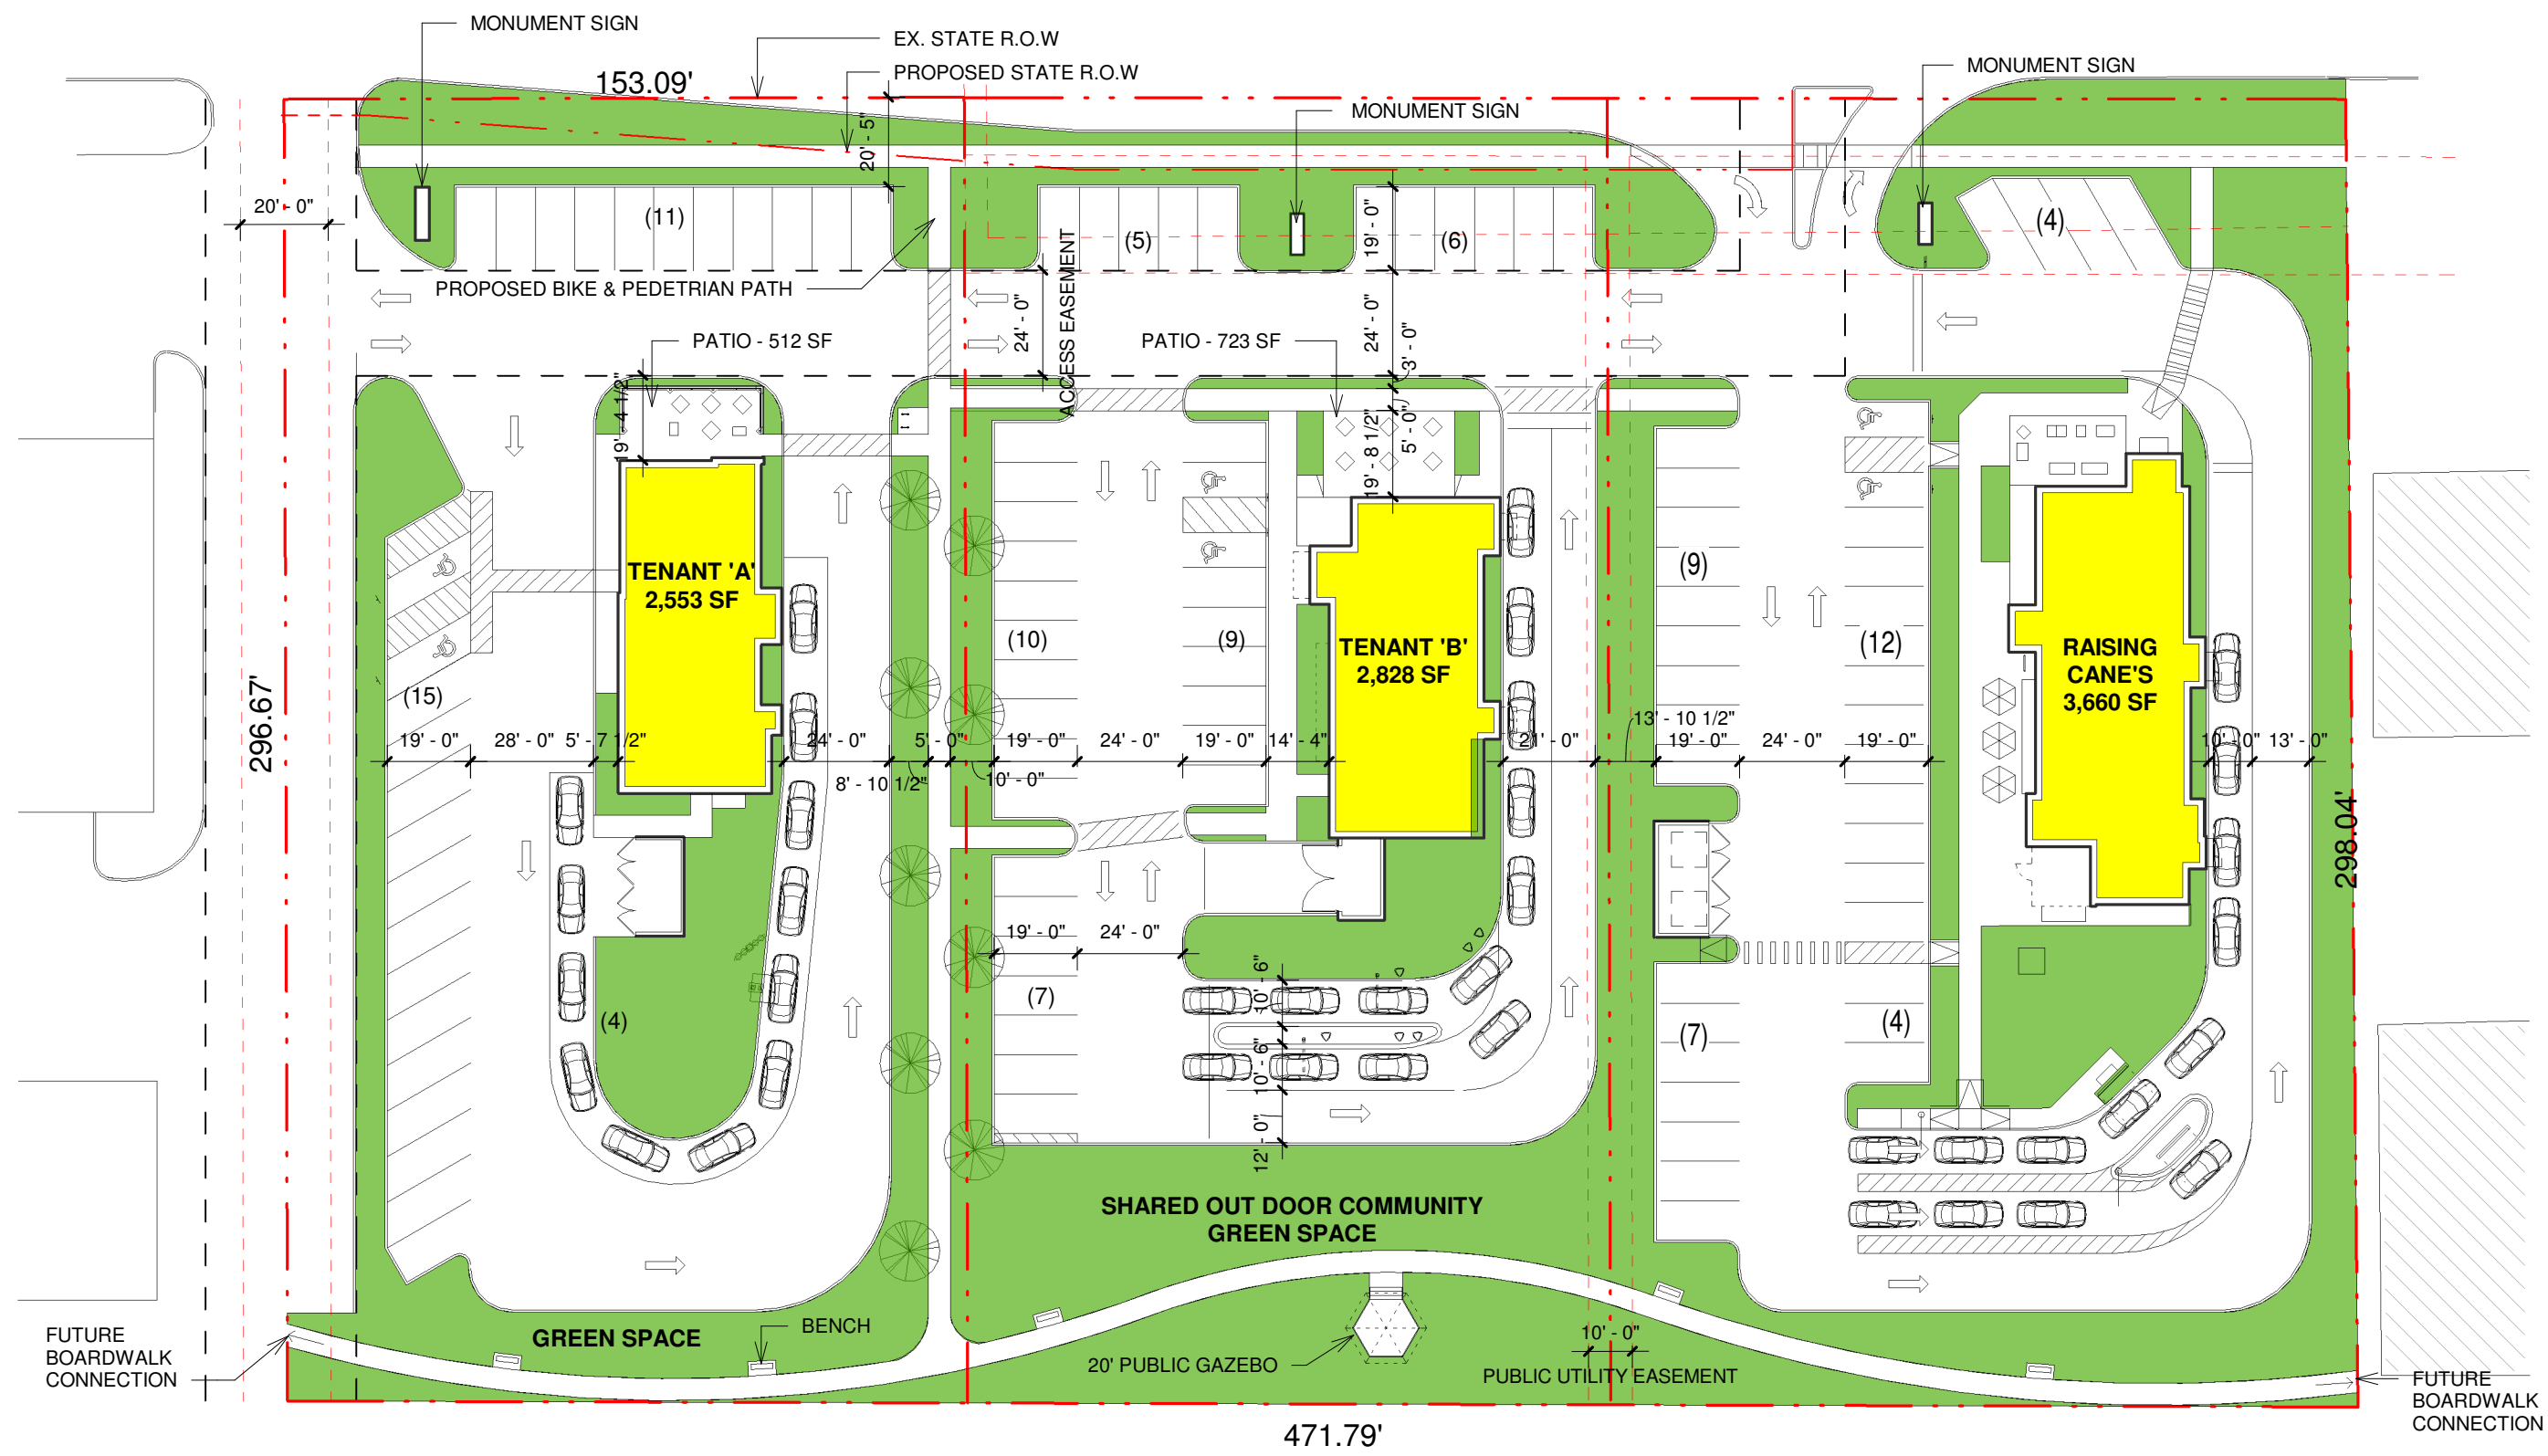 MONUMENT SIGN
EX. STATE R.O.W
PROPOSED STATE R.O.W
MONUMENT SIGN
MONUMENT SIGN
153.09'
20' - 5"
20' - 0"
(11)
(5)
(6)
(4)
19' - 0"
PROPOSED BIKE & PEDETRIAN PATH
ACCESS EASEMENT
24' - 0"
24' - 0"
3' - 0"
PATIO - 512 SF
PATIO - 723 SF
19' - 4 1/2"
5' - 0"
19' - 8 1/2"
TENANT 'A'
2,553 SF
TENANT 'B'
2,828 SF
RAISING
CANE'S
3,660 SF
(9)
(10)
(9)
(12)
(15)
296.67'
298.04'
19' - 0"
28' - 0"
5' - 7 1/2"
24' - 0"
8' - 10 1/2"
5' - 0"
10' - 0"
19' - 0"
24' - 0"
19' - 0"
14' - 4"
21' - 0"
13' - 10 1/2"
19' - 0"
24' - 0"
19' - 0"
10' - 0"
13' - 0"
19' - 0"
24' - 0"
(4)
(7)
(7)
(4)
10' - 6"
10' - 6"
12' - 0"
SHARED OUT DOOR COMMUNITY
GREEN SPACE
GREEN SPACE
BENCH
20' PUBLIC GAZEBO
10' - 0"
PUBLIC UTILITY EASEMENT
FUTURE
BOARDWALK
CONNECTION
FUTURE
BOARDWALK
CONNECTION
471.79'